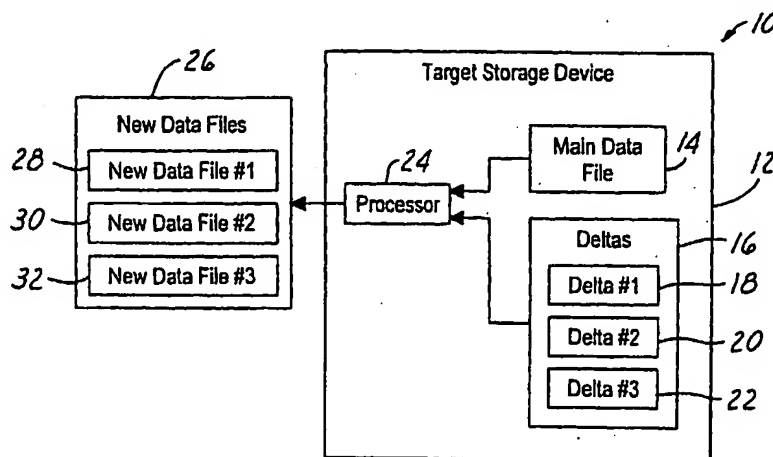 10
26
Target Storage Device
New Data Files
28
New Data File #1
24
Main Data
File
14
12
30
New Data File #2
Processor
32
New Data File #3
Deltas
16
Delta #1
18
Delta #2
20
Delta #3
22